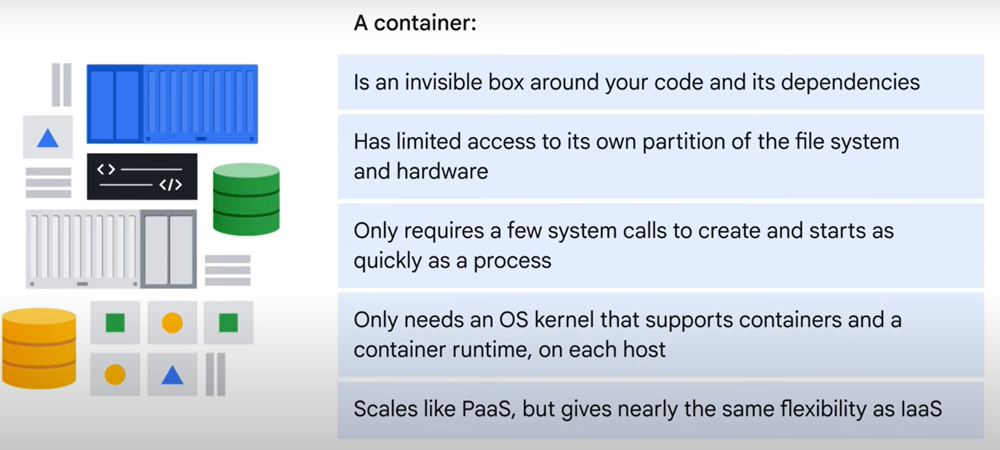 A container:
Is an invisible box around your code and its dependencies
Has limited access to its own partition of the file system
and hardware
<>
</>
Only requires a few system calls to create and starts as
quickly as a process
Only needs an OS kernel that supports containers and a
container runtime, on each host
Scales like PaaS, but gives nearly the same flexibility as IaaS